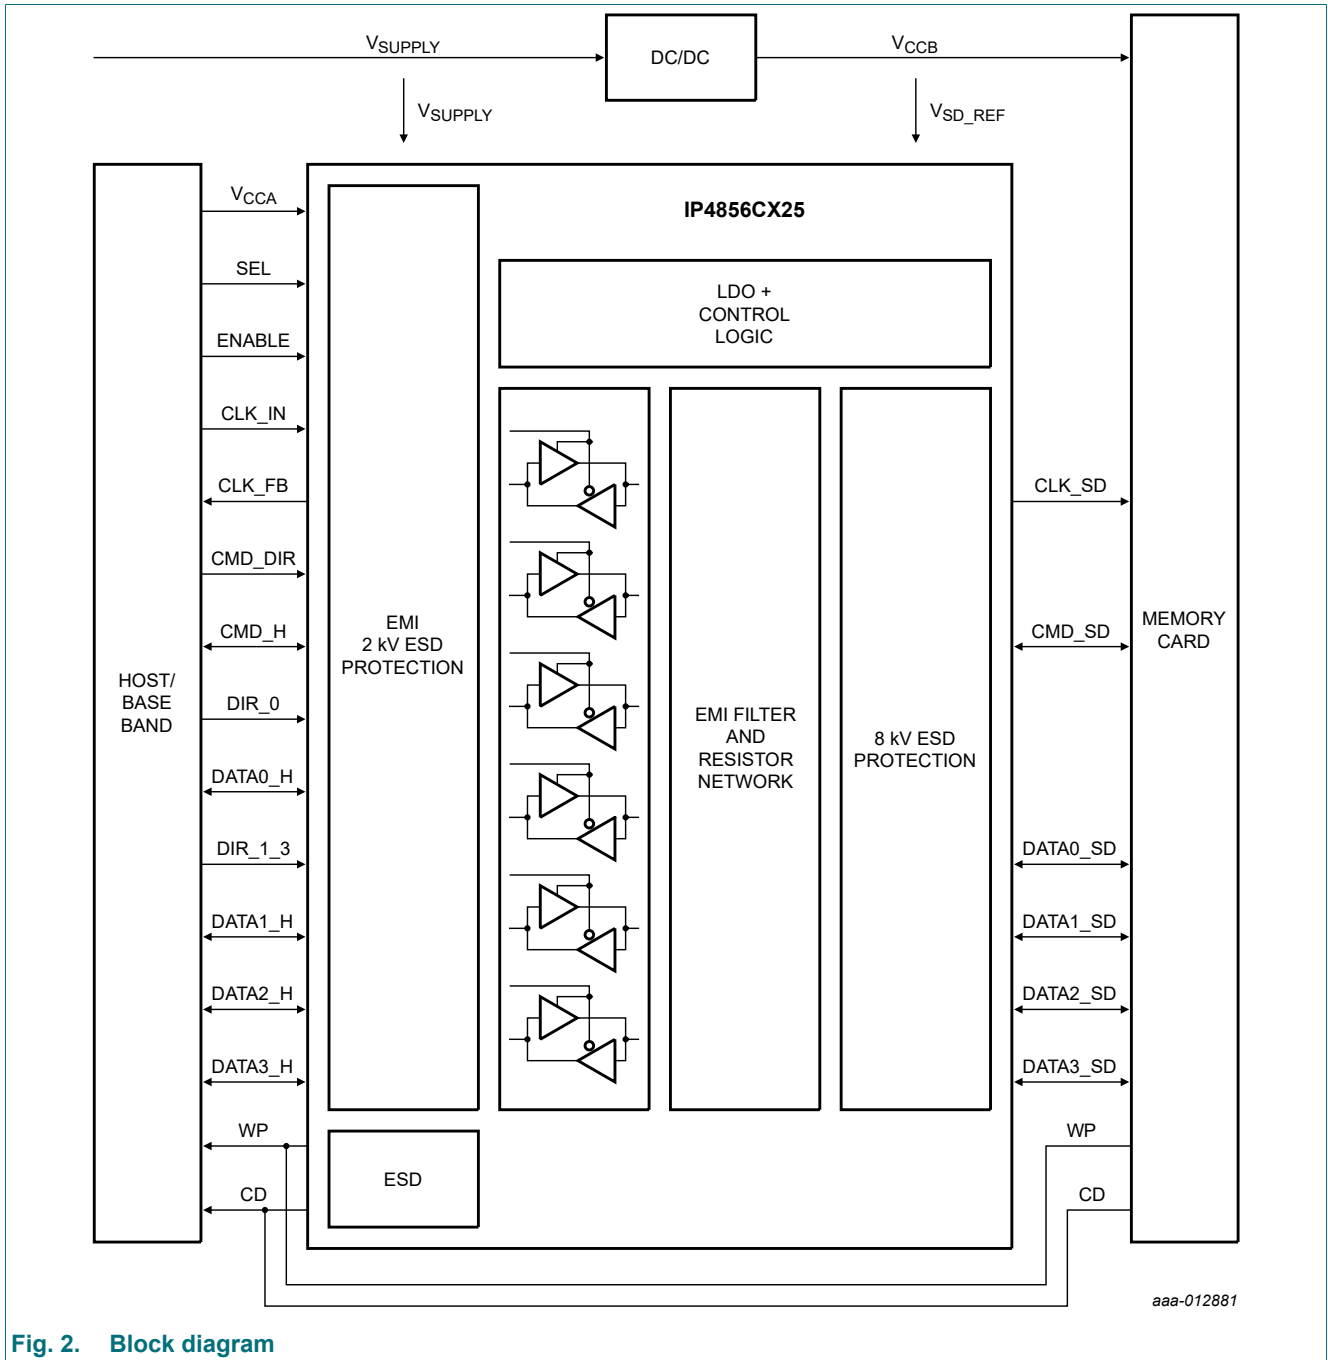 VSUPPLY
DC/DC
VCCB
VSUPPLY
VSD_REF
HOST/
BASE
BAND
VCCA
SEL
ENABLE
CLK_IN
CLK_FB
CMD_DIR
CMD_H
DIR_0
DATA0_H
DIR_1_3
DATA1_H
DATA2_H
DATA3_H
WP
CD
IP4856CX25
EMI
2 kV ESD
PROTECTION
LDO +
CONTROL
LOGIC
EMI FILTER
AND
RESISTOR
NETWORK
8 kV ESD
PROTECTION
ESD
CLK_SD
CMD_SD
DATA0_SD
DATA1_SD
DATA2_SD
DATA3_SD
WP
CD
MEMORY
CARD
aaa-012881
Fig. 2. Block diagram